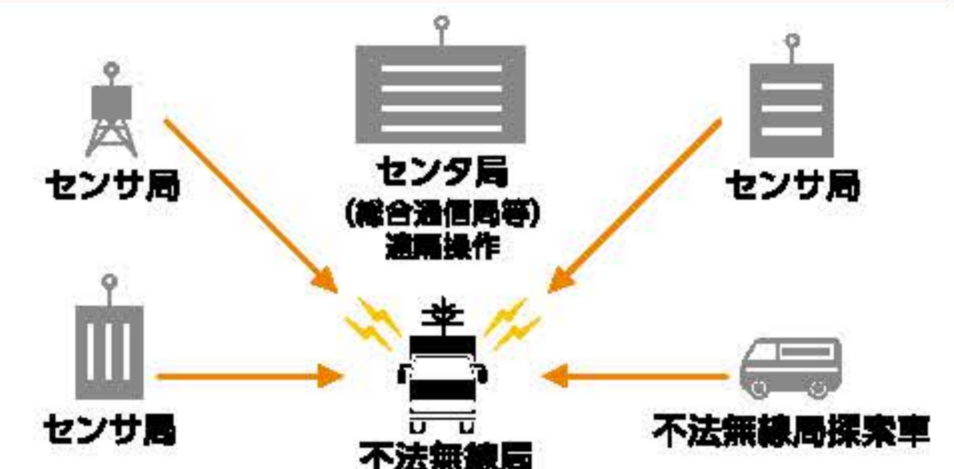 センサ局
センタ局
(総合通信局等)
遠隔操作
センサ局
センサ局
不法無線局
不法無線局探索車